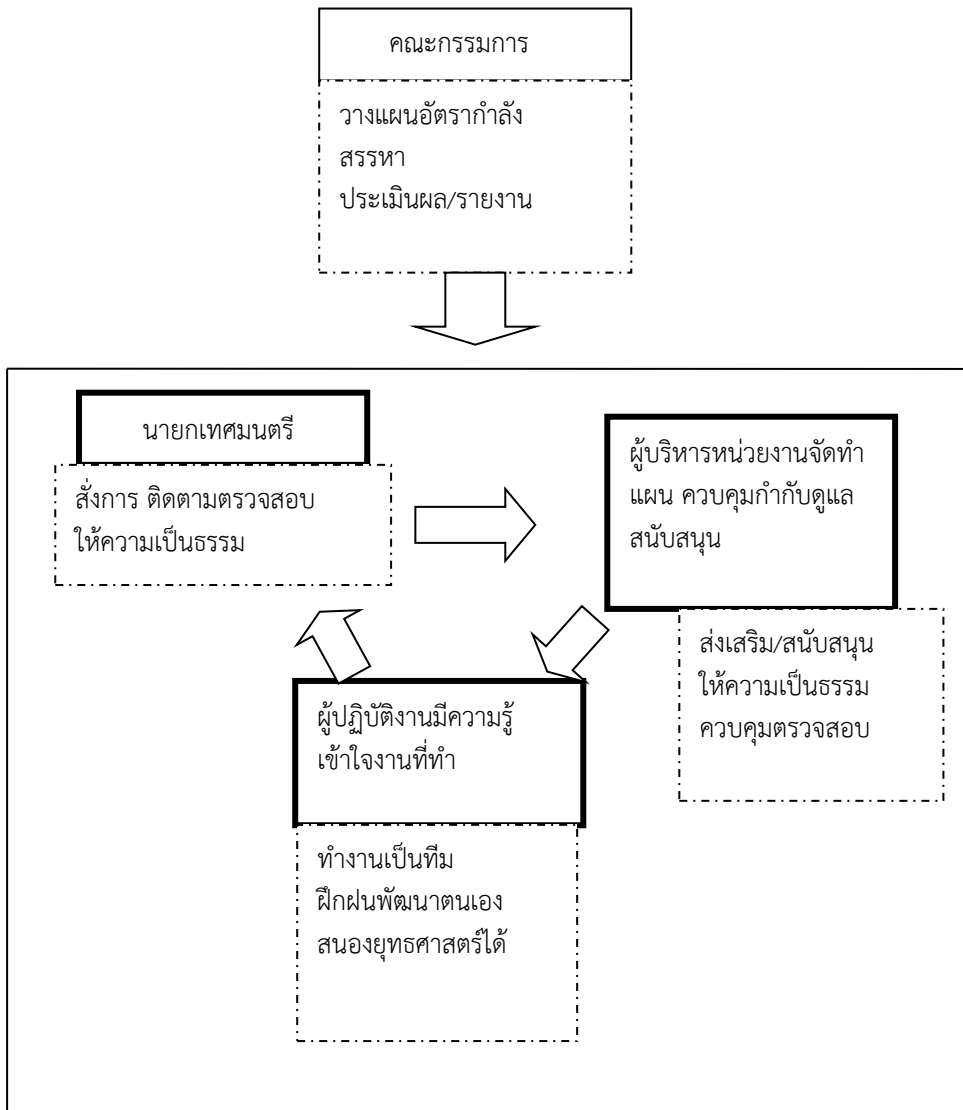 คณะกรรมการ
วางแผนอัตรากำลัง
สรรหา
ประเมินผล/รายงาน
นายกเทศมนตรี
สั่งการ ติดตามตรวจสอบ
ให้ความเป็นธรรม
ผู้บริหารหน่วยงานจัดทำ
แผน ควบคุมกำกับดูแล
สนับสนุน
ส่งเสริม/สนับสนุน
ให้ความเป็นธรรม
ควบคุมตรวจสอบ
ผู้ปฏิบัติงานมีความรู้
เข้าใจงานที่ทำ
ทำงานเป็นทีม
ฝึกฝนพัฒนาตนเอง
สนองยุทธศาสตร์ได้